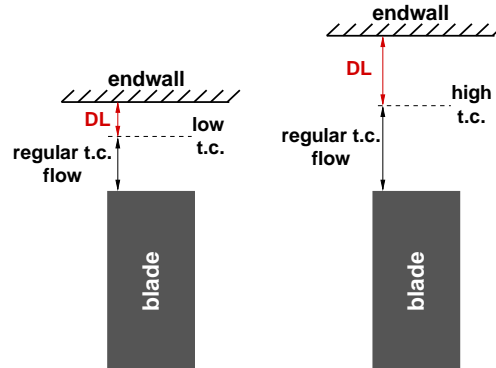 endwall
DL
low
t.c.
regular t.c.
flow
blade
endwall
DL
high
t.c.
regular t.c.
flow
blade